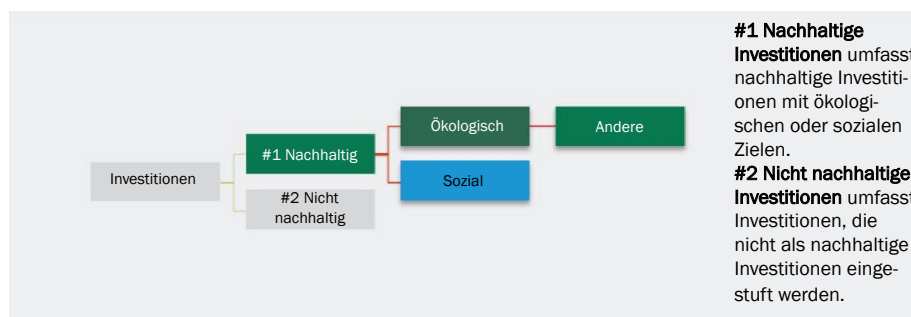 Investitionen
#1 Nachhaltig
#2 Nicht
nachhaltig
Ökologisch
Sozial
Andere
#1 Nachhaltige
Investitionen umfasst
nachhaltige Investiti-
onen mit ökologi-
schen oder sozialen
Zielen.
#2 Nicht nachhaltige
Investitionen umfasst
Investitionen, die
nicht als nachhaltige
Investitionen einge-
stuft werden.